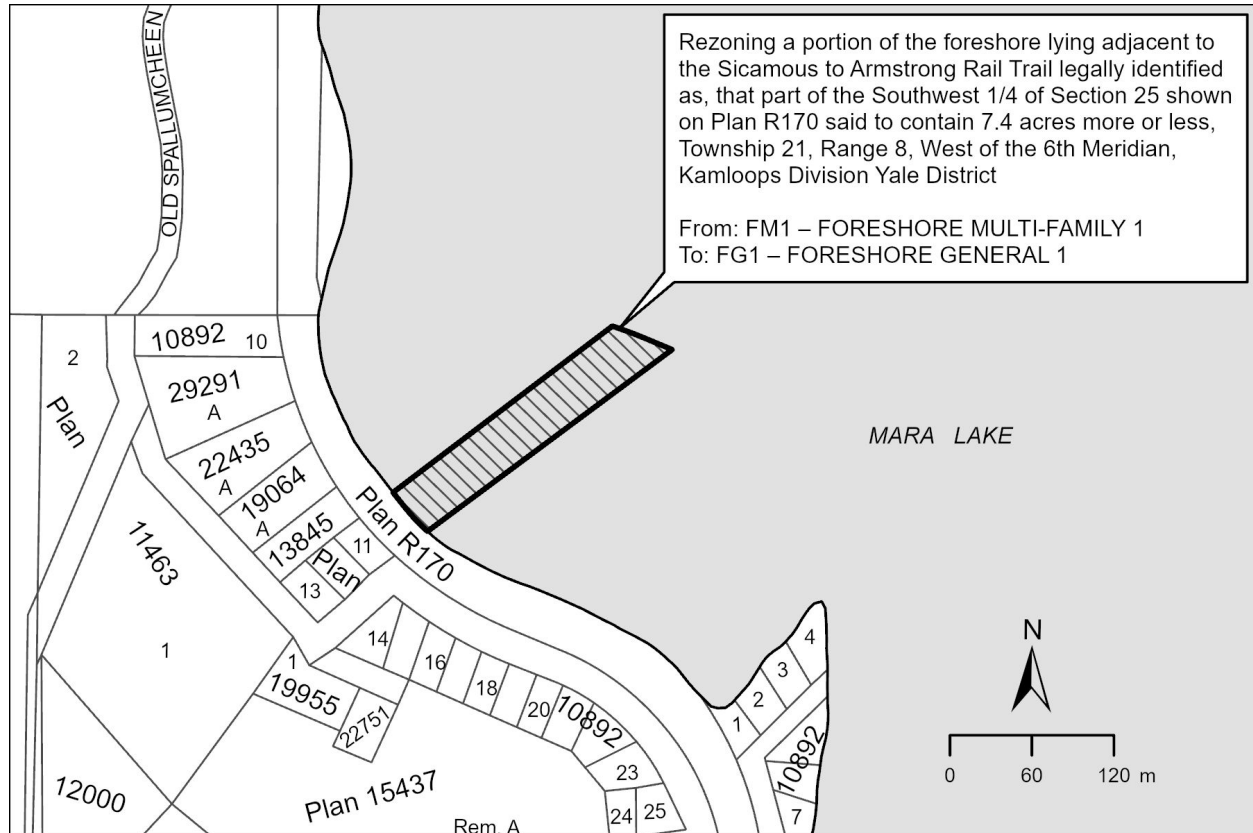 Rezoning a portion of the foreshore lying adjacent to
the Sicamous to Armstrong Rail Trail legally identified
as, that part of the Southwest 1/4 of Section 25 shown
on Plan R170 said to contain 7.4 acres more or less,
Township 21, Range 8, West of the 6th Meridian,
Kamloops Division Yale District
From: FM1 – FORESHORE MULTI-FAMILY 1
To: FG1 – FORESHORE GENERAL 1
OLD SPALLUMCHEEN
10892 10
2
Plan
29291
A
22435
A
19064
A
13845
Plan
11
13
Plan R170
MARA LAKE
11463
1
14
16
18
20
10892
23
24
25
1
19955
22751
12000
Plan 15437
Rem. A
4
3
2
1
10892
7
N
0 60 120 m